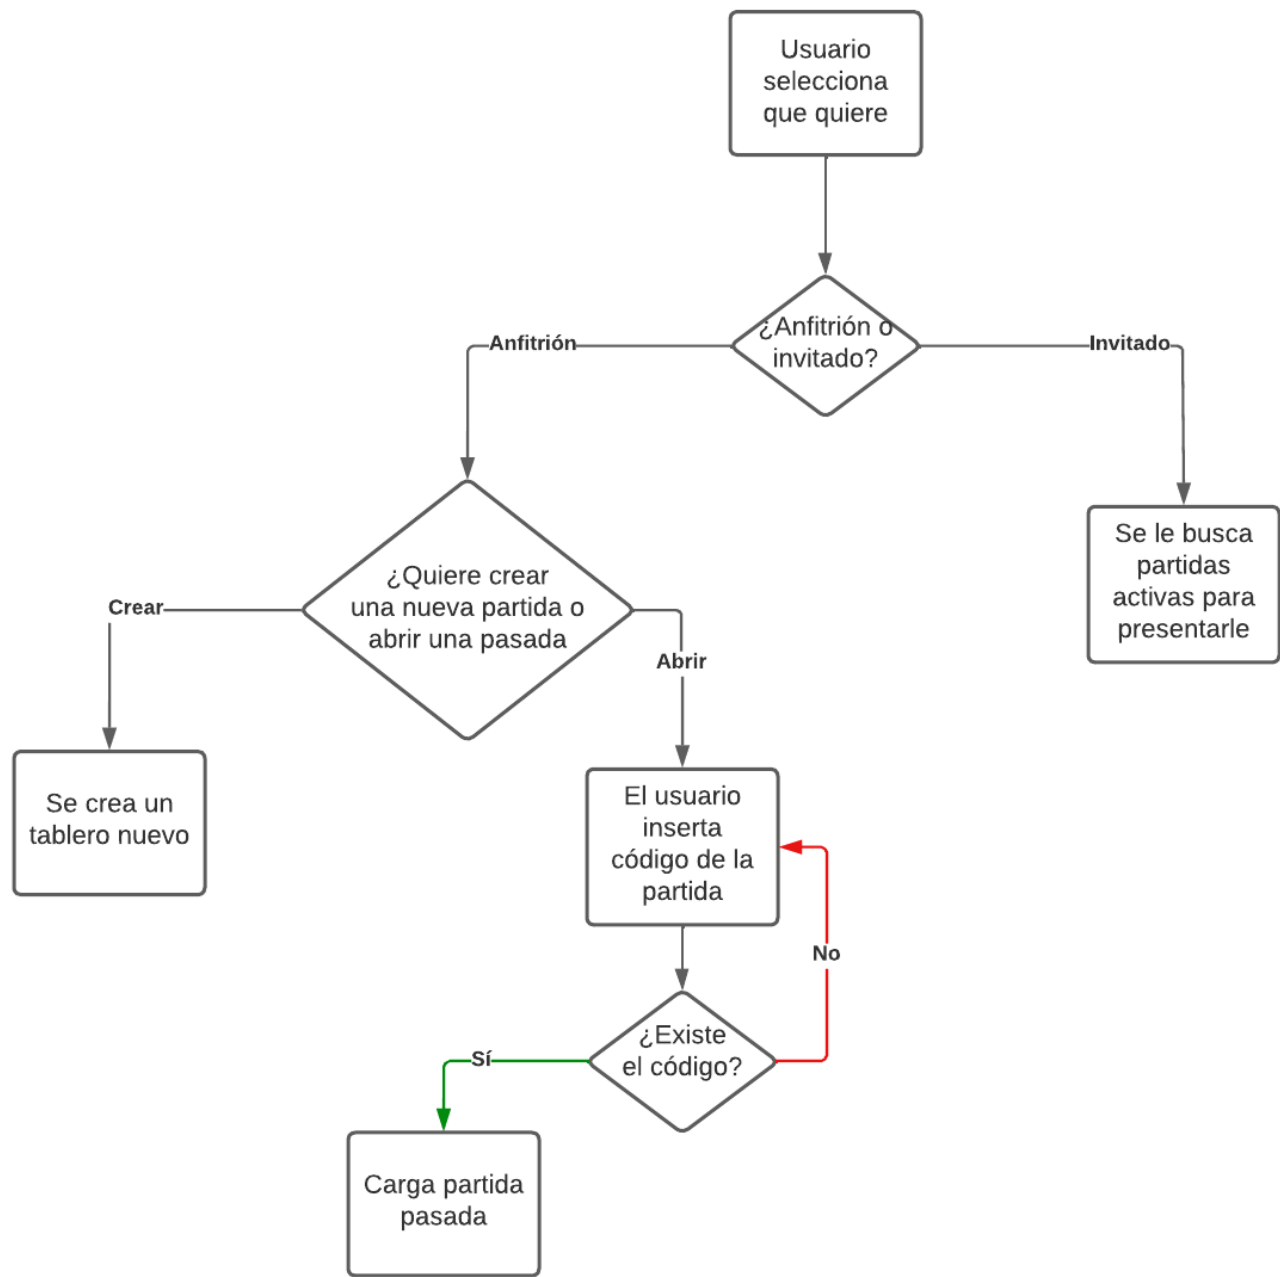 Usuario
selecciona
que quiere
¿Anfitrión o
invitado?
Anfitrión
Invitado
¿Quiere crear
una nueva partida o
abrir una pasada
Se le busca
partidas
activas para
presentarle
Crear
Abrir
Se crea un
tablero nuevo
El usuario
inserta
código de la
partida
No
¿Existe
el código?
Sí
Carga partida
pasada